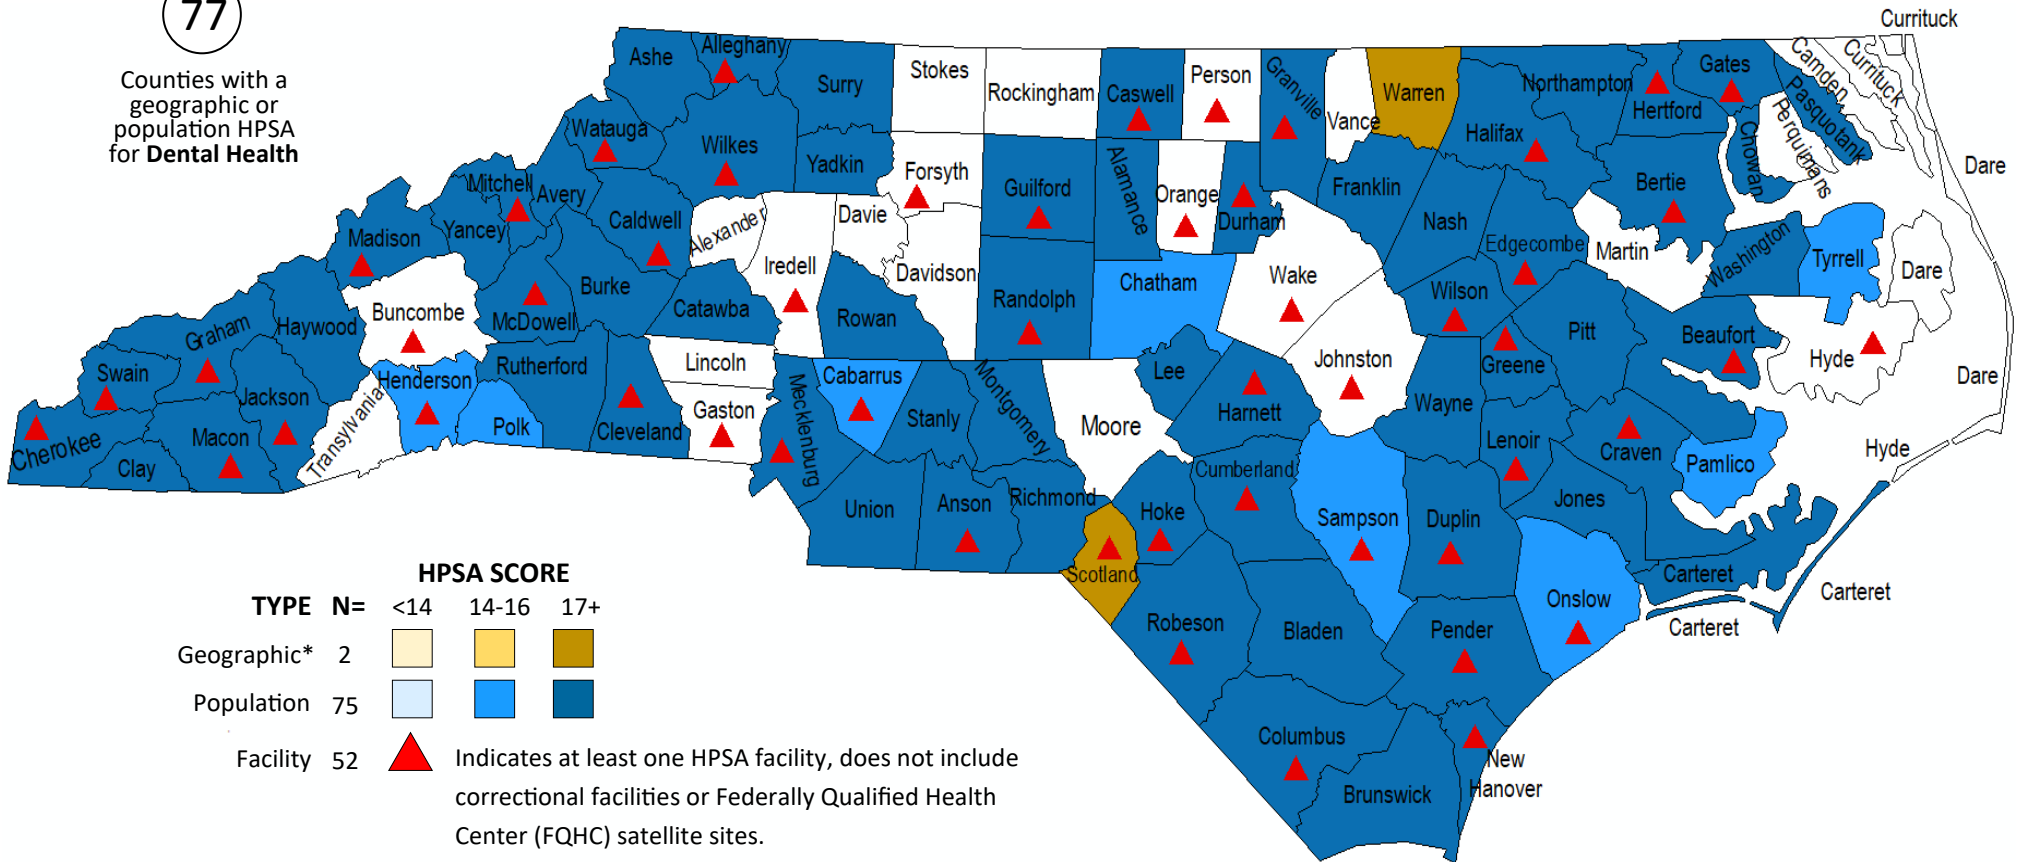 77
Counties with a
geographic or
population HPSA
for Dental Health
Currituck
Ashe
Alleghany
Surry
Stokes
Rockingham
Caswell
Person
Granville
Vance
Warren
Northampton
Hertford
Gates
Camden
Currituck
Pasquotank
Perquimans
Chowan
Halifax
Watauga
Wilkes
Yadkin
Forsyth
Guilford
Alamance
Orange
Durham
Franklin
Nash
Bertie
Dare
Mitchell
Avery
Yancey
Caldwell
Alexander
Davie
Iredell
Davidson
Madison
Burke
Catawba
Rowan
Randolph
Chatham
Wake
Edgecombe
Martin
Washington
Tyrrell
Dare
Wilson
Pitt
Beaufort
Hyde
Dare
Buncombe
McDowell
Haywood
Graham
Swain
Jackson
Henderson
Rutherford
Polk
Cleveland
Lincoln
Gaston
Mecklenburg
Cabarrus
Stanly
Montgomery
Moore
Lee
Harnett
Johnston
Wayne
Greene
Lenoir
Craven
Pamlico
Hyde
Cherokee
Clay
Macon
Transylvania
Union
Anson
Richmond
Scotland
Hoke
Cumberland
Sampson
Duplin
Jones
Onslow
Carteret
Carteret
Carteret
Robeson
Bladen
Pender
Columbus
Brunswick
New
Hanover
HPSA SCORE
TYPE N= <14 14-16 17+
Geographic* 2
Population 75
Facility 52 Indicates at least one HPSA facility, does not include
correctional facilities or Federally Qualified Health
Center (FQHC) satellite sites.